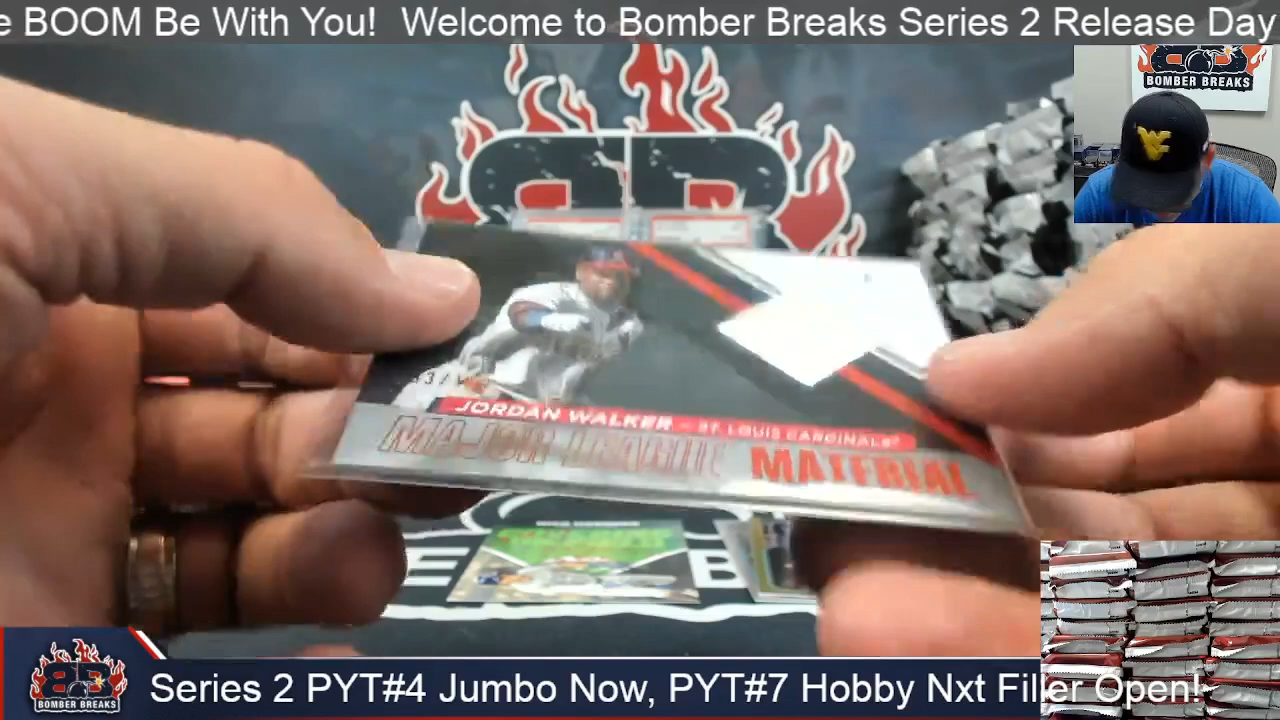 e BOOM Be With You!  Welcome to Bomber Breaks Series 2 Release Day
BOMBER BREAKS
JORDAN WALKER – ST. LOUIS CARDINALS®
MAJOR LEAGUE MATERIAL
E
B
BOMBER BREAKS
Series 2 PYT#4 Jumbo Now, PYT#7 Hobby Nxt Filler Open!